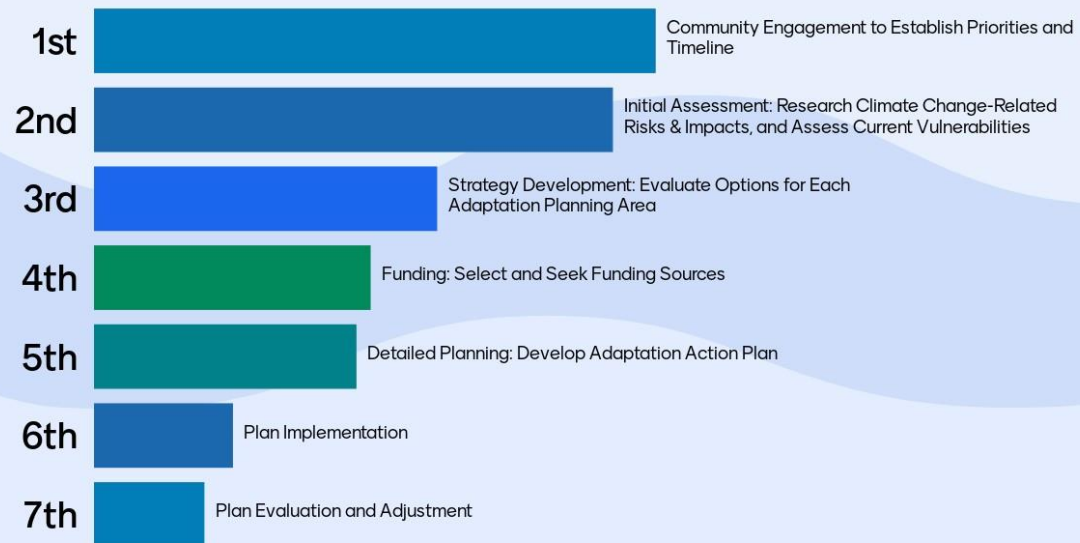 1st
Community Engagement to Establish Priorities and
Timeline
2nd
Initial Assessment: Research Climate Change-Related
Risks & Impacts, and Assess Current Vulnerabilities
3rd
Strategy Development: Evaluate Options for Each
Adaptation Planning Area
4th
Funding: Select and Seek Funding Sources
5th
Detailed Planning: Develop Adaptation Action Plan
6th
Plan Implementation
7th
Plan Evaluation and Adjustment